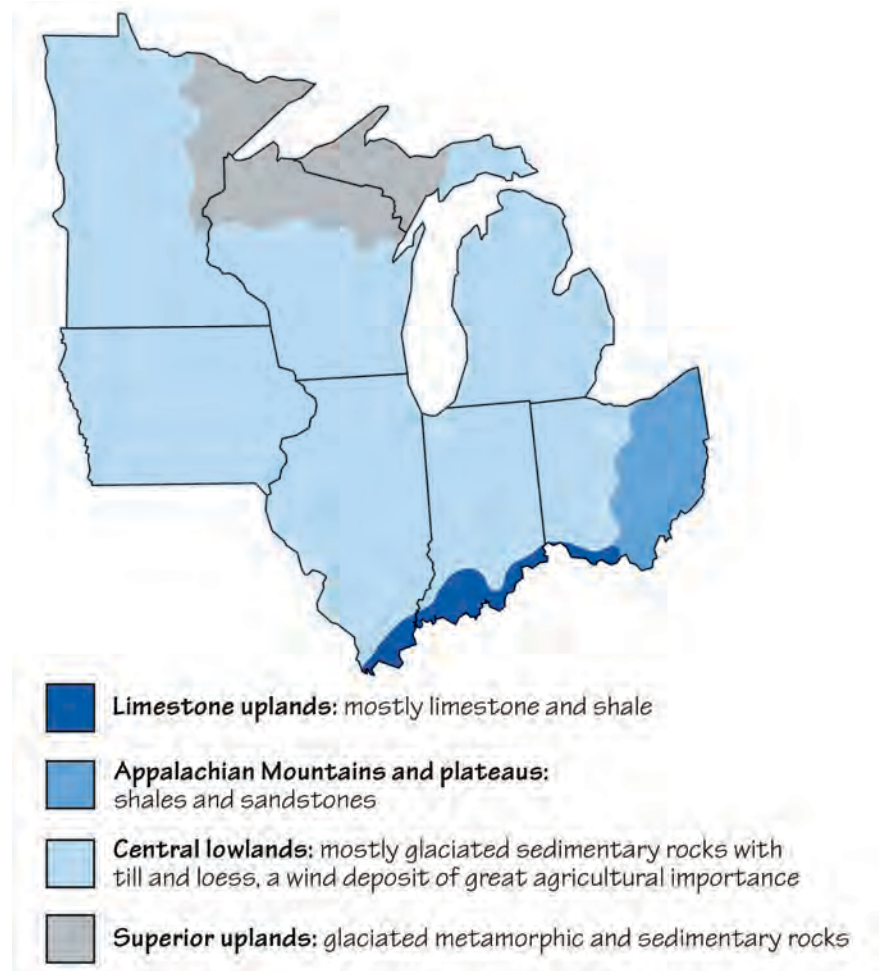 Limestone uplands: mostly limestone and shale
Appalachian Mountains and plateaus:
shales and sandstones
Central lowlands: mostly glaciated sedimentary rocks with
till and loess, a wind deposit of great agricultural importance
Superior uplands: glaciated metamorphic and sedimentary rocks